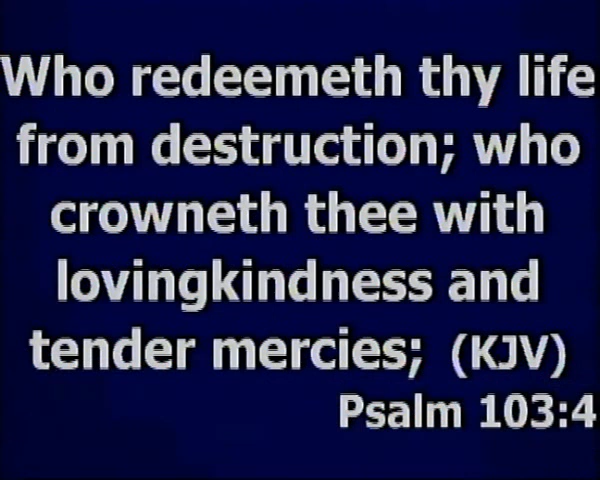 Who redeemeth thy life
from destruction; who
crowneth thee with
lovingkindness and
tender mercies; (KJV)
Psalm 103:4